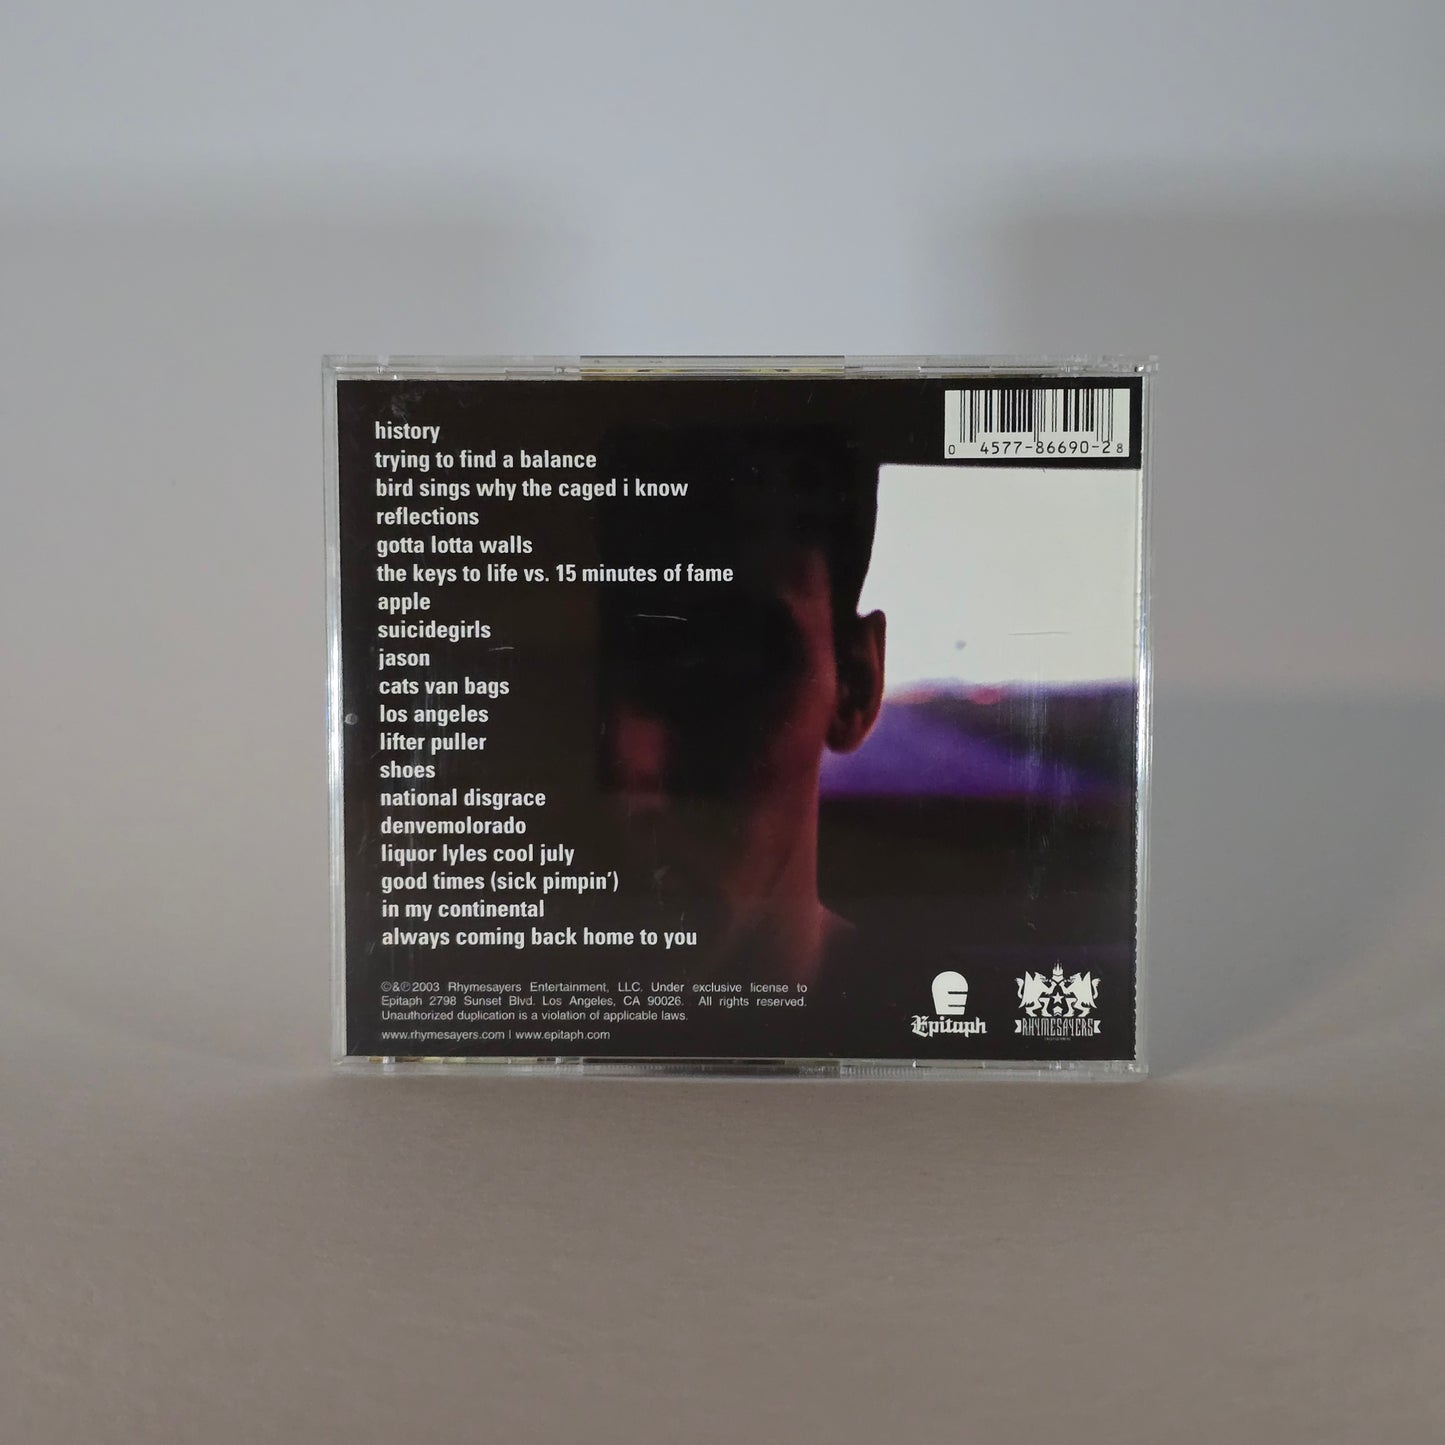 0 4577-86690-2 8
history
trying to find a balance
bird sings why the caged i know
reflections
gotta lotta walls
the keys to life vs. 15 minutes of fame
apple
suicidegirls
jason
cats van bags
los angeles
lifter puller
shoes
national disgrace
denvemolorado
liquor lyles cool july
good times (sick pimpin')
in my continental
always coming back home to you
©&℗2003 Rhymesayers Entertainment, LLC. Under exclusive license to
Epitaph 2798 Sunset Blvd. Los Angeles, CA 90026. All rights reserved.
Unauthorized duplication is a violation of applicable laws.
www.rhymesayers.com | www.epitaph.com
E
Epitaph
RHYMESAYERS